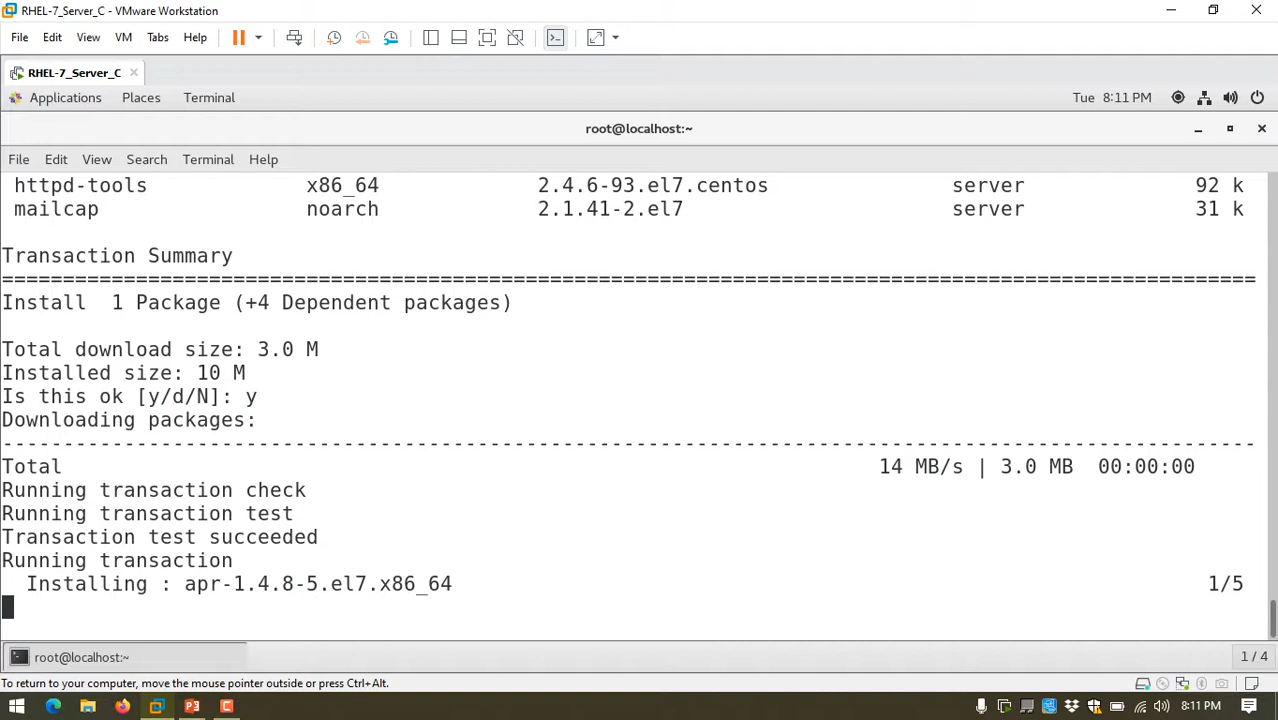 RHEL-7_Server_C - VMware Workstation
File Edit View VM Tabs Help
RHEL-7_Server_C
Applications Places Terminal Tue 8:11 PM
root@localhost:~
File Edit View Search Terminal Help
httpd-tools x86_64 2.4.6-93.el7.centos server 92 k
mailcap noarch 2.1.41-2.el7 server 31 k
Transaction Summary
================================================================================
Install 1 Package (+4 Dependent packages)
Total download size: 3.0 M
Installed size: 10 M
Is this ok [y/d/N]: y
Downloading packages:
--------------------------------------------------------------------------------
Total 14 MB/s | 3.0 MB 00:00:00
Running transaction check
Running transaction test
Transaction test succeeded
Running transaction
Installing : apr-1.4.8-5.el7.x86_64 1/5
root@localhost:~ 1 / 4
To return to your computer, move the mouse pointer outside or press Ctrl+Alt.
8:11 PM